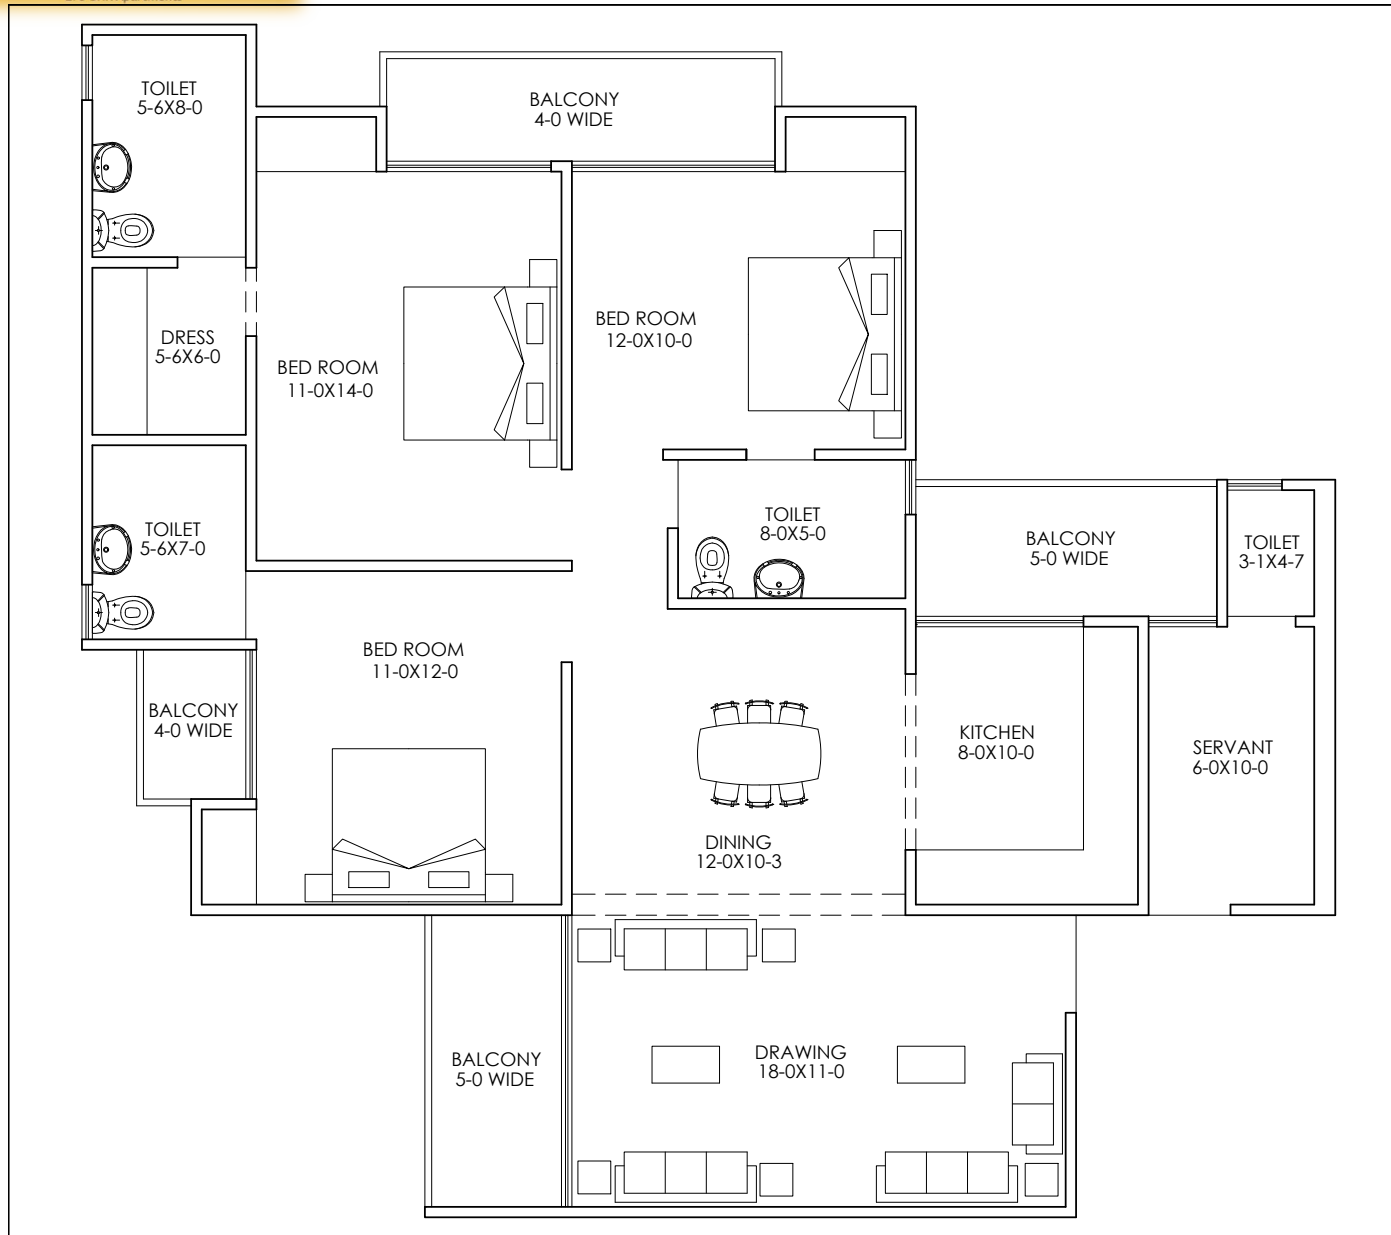 TOILET
5-6X8-0
BALCONY
4-0 WIDE
DRESS
5-6X6-0
BED ROOM
11-0X14-0
BED ROOM
12-0X10-0
TOILET
5-6X7-0
TOILET
8-0X5-0
BALCONY
5-0 WIDE
TOILET
3-1X4-7
BED ROOM
11-0X12-0
BALCONY
4-0 WIDE
KITCHEN
8-0X10-0
SERVANT
6-0X10-0
DINING
12-0X10-3
BALCONY
5-0 WIDE
DRAWING
18-0X11-0